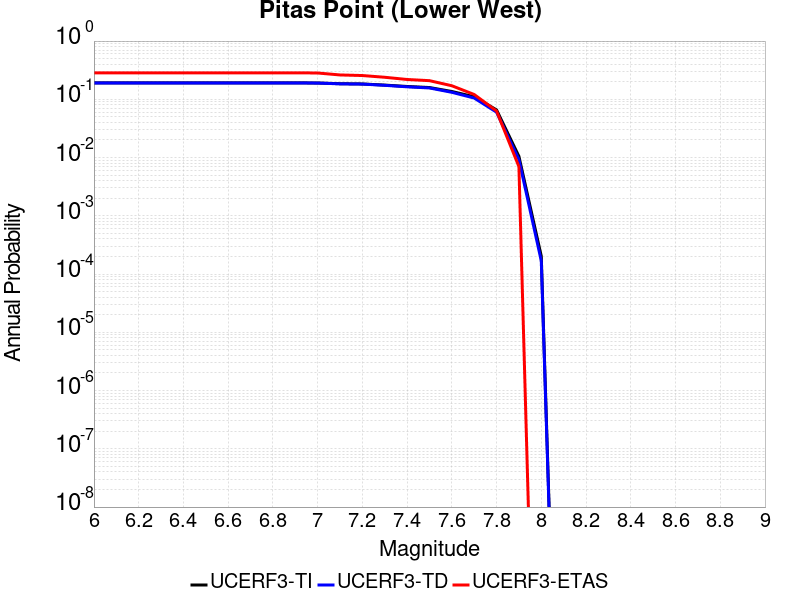 Pitas Point (Lower West)
Annual Probability
10^0
10^-1
10^-2
10^-3
10^-4
10^-5
10^-6
10^-7
10^-8
6 6.2 6.4 6.6 6.8 7 7.2 7.4 7.6 7.8 8 8.2 8.4 8.6 8.8 9
Magnitude
UCERF3-TI UCERF3-TD UCERF3-ETAS